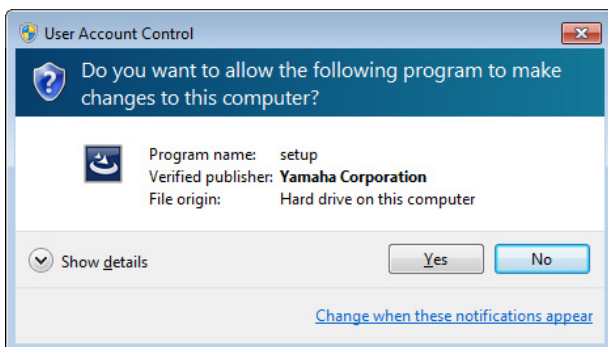 User Account Control
Do you want to allow the following program to make
changes to this computer?
Program name: setup
Verified publisher: Yamaha Corporation
File origin: Hard drive on this computer
Show details
Yes
No
Change when these notifications appear